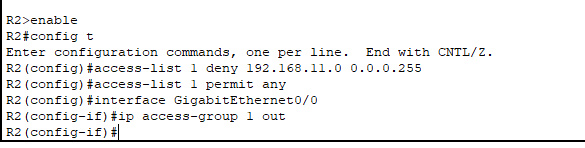 R2>enable
R2#config t
Enter configuration commands, one per line.  End with CNTL/Z.
R2(config)#access-list 1 deny 192.168.11.0 0.0.0.255
R2(config)#access-list 1 permit any
R2(config)#interface GigabitEthernet0/0
R2(config-if)#ip access-group 1 out
R2(config-if)#